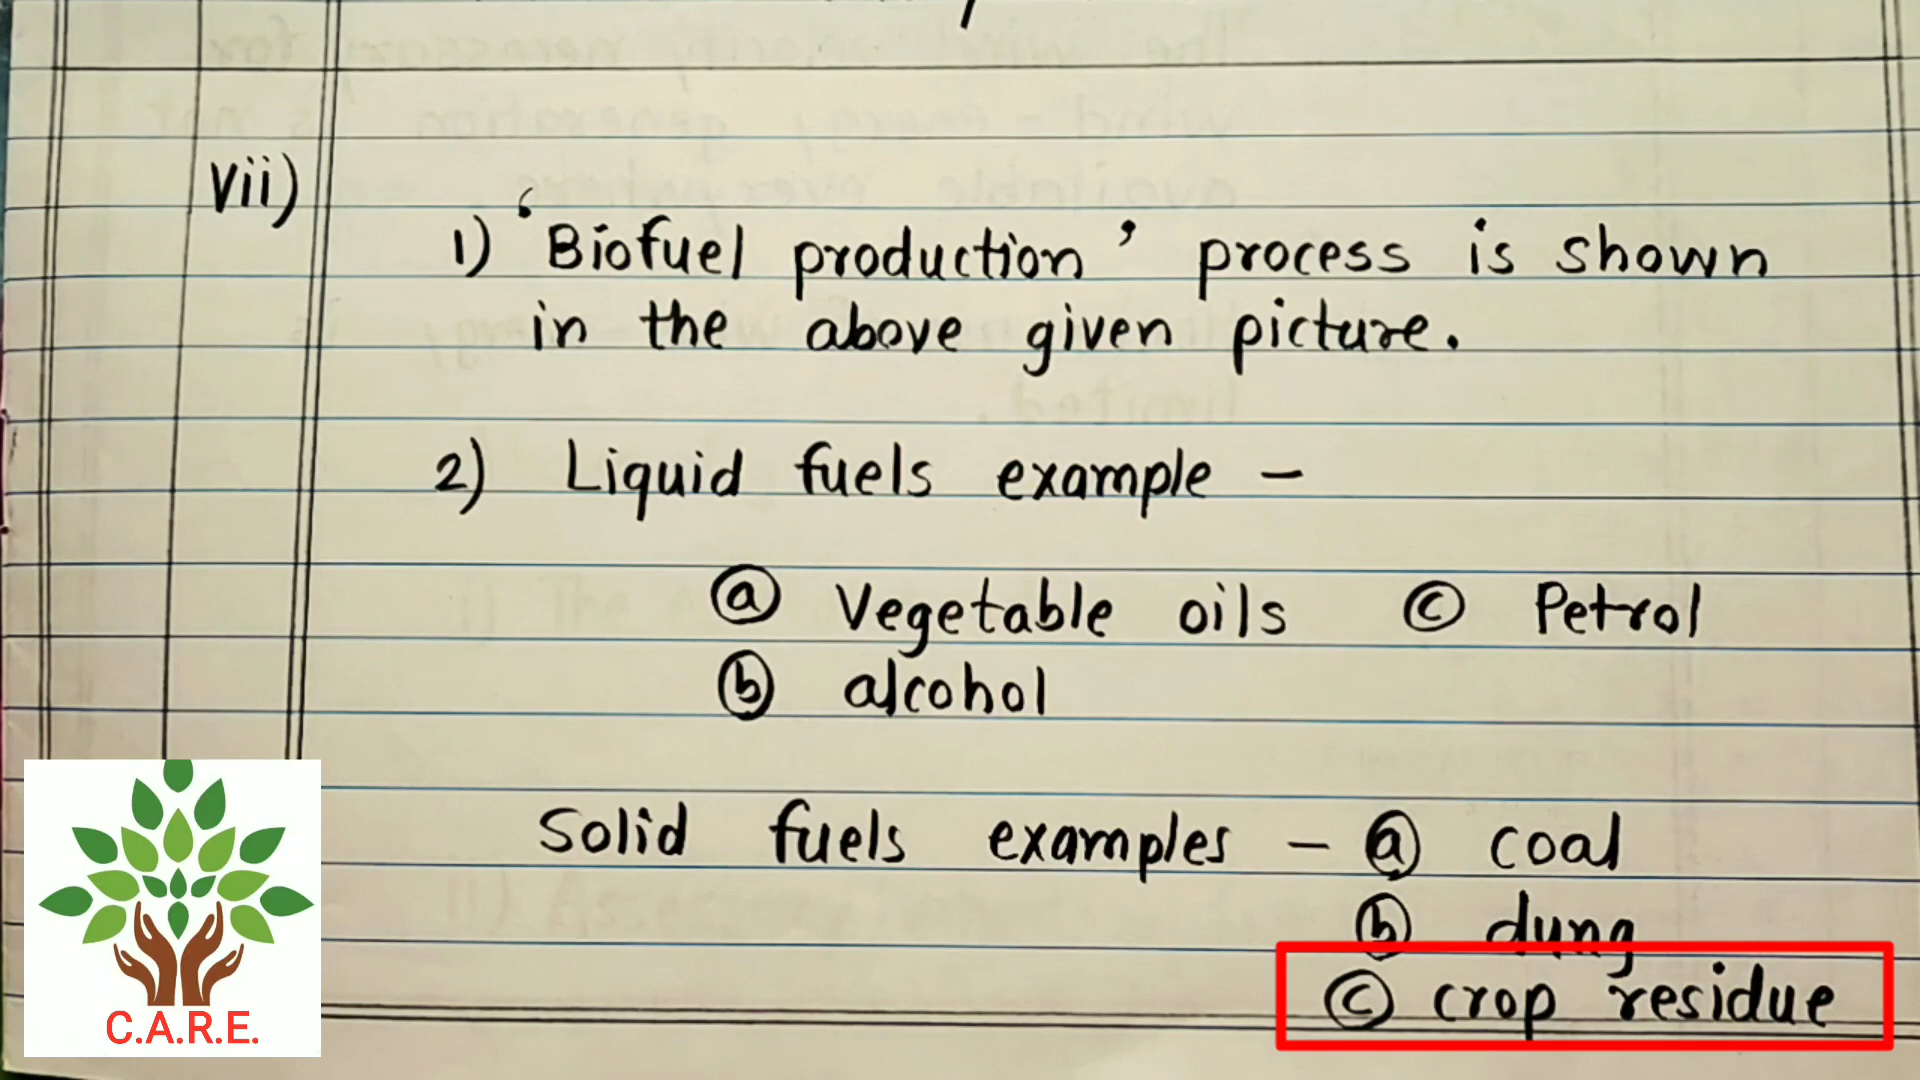 vii)
1) 'Biofuel production' process is shown
in the above given picture.
2) Liquid fuels example -
ⓐ Vegetable oils ⓒ Petrol
ⓑ alcohol
Solid fuels examples - ⓐ coal
ⓑ dung
ⓒ crop residue
C.A.R.E.